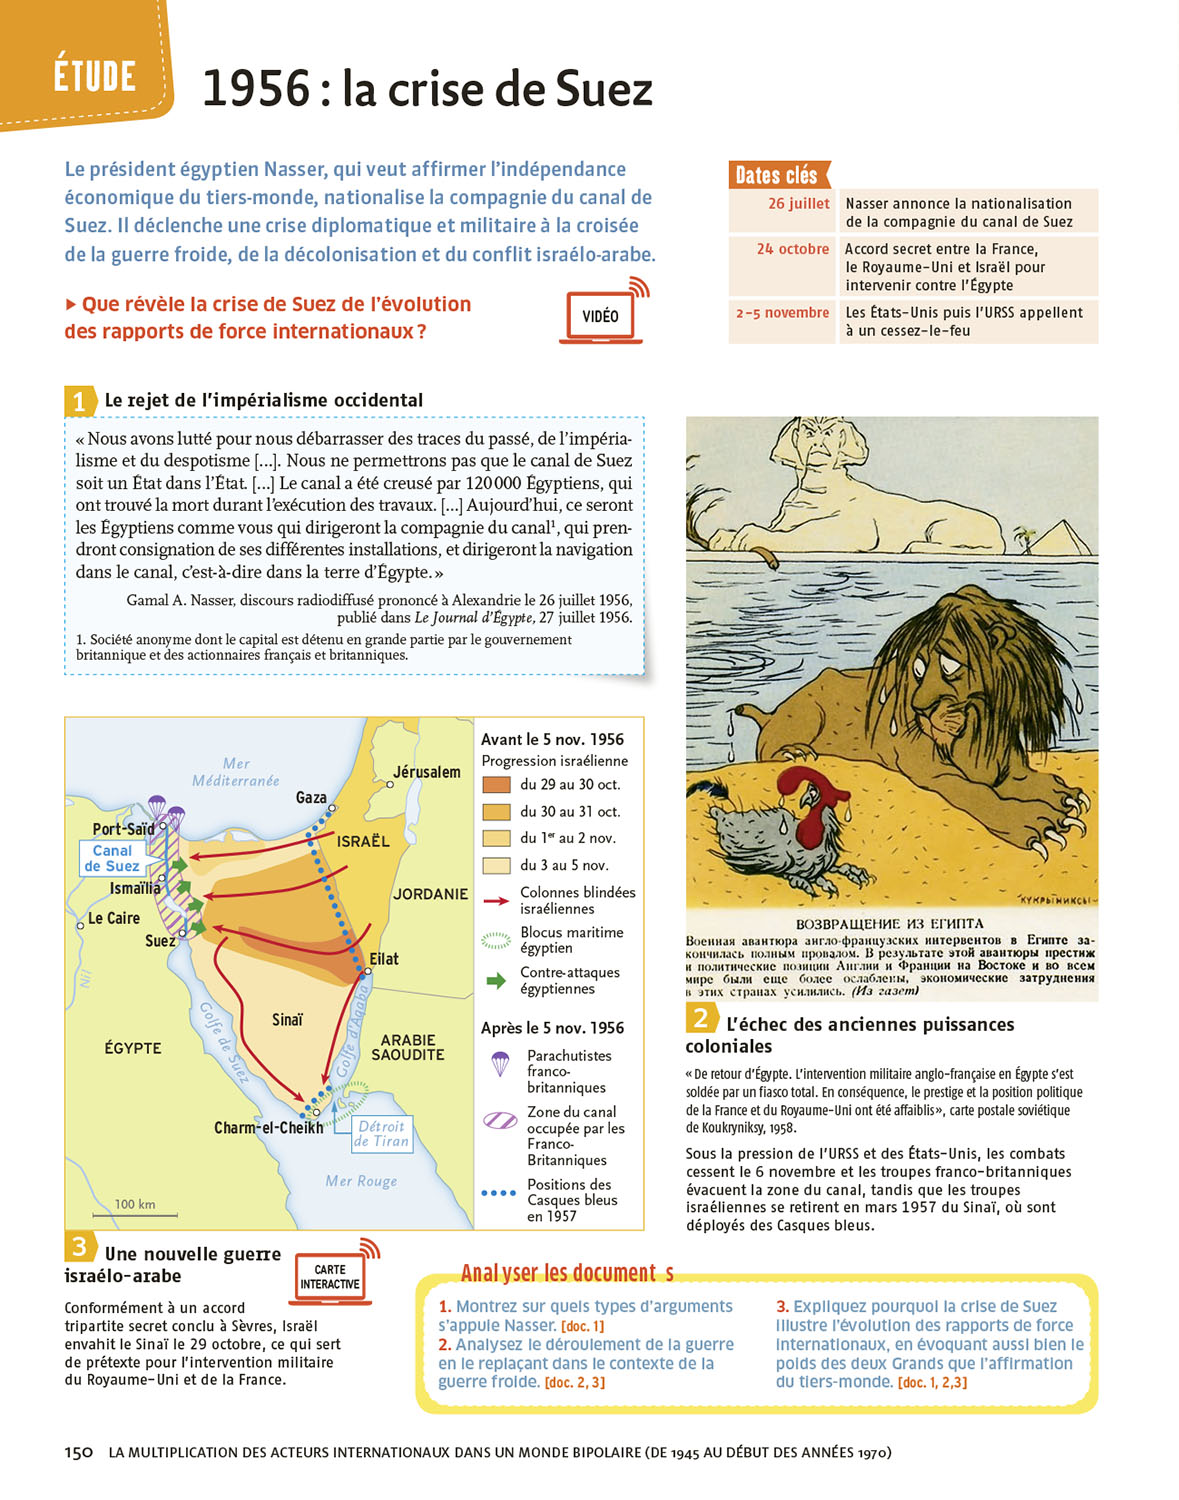 ÉTUDE
1956 : la crise de Suez
Le président égyptien Nasser, qui veut affirmer l’indépendance
économique du tiers-monde, nationalise la compagnie du canal de
Suez. Il déclenche une crise diplomatique et militaire à la croisée
de la guerre froide, de la décolonisation et du conflit israélo-arabe.
▶ Que révèle la crise de Suez de l’évolution
des rapports de force internationaux ?
VIDÉO
Dates clés
26 juillet Nasser annonce la nationalisation
de la compagnie du canal de Suez
24 octobre Accord secret entre la France,
le Royaume-Uni et Israël pour
intervenir contre l’Égypte
2-5 novembre Les États-Unis puis l’URSS appellent
à un cessez-le-feu
1 Le rejet de l’impérialisme occidental
« Nous avons lutté pour nous débarrasser des traces du passé, de l’impéria-
lisme et du despotisme [...]. Nous ne permettrons pas que le canal de Suez
soit un État dans l’État. [...] Le canal a été creusé par 120 000 Égyptiens, qui
ont trouvé la mort durant l’exécution des travaux. [...] Aujourd’hui, ce seront
les Égyptiens comme vous qui dirigeront la compagnie du canal¹, qui pren-
dront consignation de ses différentes installations, et dirigeront la navigation
dans le canal, c’est-à-dire dans la terre d’Égypte. »
Gamal A. Nasser, discours radiodiffusé prononcé à Alexandrie le 26 juillet 1956,
publié dans Le Journal d’Égypte, 27 juillet 1956.
1. Société anonyme dont le capital est détenu en grande partie par le gouvernement
britannique et des actionnaires français et britanniques.
Mer
Méditerranée
Jérusalem
Gaza
Port-Saïd
ISRAËL
Canal
de Suez
Ismaïlia
JORDANIE
Le Caire
Suez
Eilat
Nil
Sinaï
Golfe de Suez
Golfe d’Aqaba
ÉGYPTE
ARABIE
SAOUDITE
Charm-el-Cheikh
Détroit
de Tiran
Mer Rouge
100 km
Avant le 5 nov. 1956
Progression israélienne
du 29 au 30 oct.
du 30 au 31 oct.
du 1er au 2 nov.
du 3 au 5 nov.
Colonnes blindées
israéliennes
Blocus maritime
égyptien
Contre-attaques
égyptiennes
Après le 5 nov. 1956
Parachutistes
franco-
britanniques
Zone du canal
occupée par les
Franco-
Britanniques
Positions des
Casques bleus
en 1957
КУКРЫНИКСЫ
ВОЗВРАЩЕНИЕ ИЗ ЕГИПТА
Военная авантюра англо-французских интервентов в Египте за-
кончилась полным провалом. В результате этой авантюры престиж
и политические позиции Англии и Франции на Востоке и во всем
мире были еще более ослаблены, экономические затруднения
в этих странах усилились. (Из газет)
2 L’échec des anciennes puissances
coloniales
« De retour d’Égypte. L’intervention militaire anglo-française en Égypte s’est
soldée par un fiasco total. En conséquence, le prestige et la position politique
de la France et du Royaume-Uni ont été affaiblis », carte postale soviétique
de Koukryniksy, 1958.
Sous la pression de l’URSS et des États-Unis, les combats
cessent le 6 novembre et les troupes franco-britanniques
évacuent la zone du canal, tandis que les troupes
israéliennes se retirent en mars 1957 du Sinaï, où sont
déployés des Casques bleus.
3 Une nouvelle guerre
israélo-arabe
CARTE
INTERACTIVE
Conformément à un accord
tripartite secret conclu à Sèvres, Israël
envahit le Sinaï le 29 octobre, ce qui sert
de prétexte pour l’intervention militaire
du Royaume-Uni et de la France.
Analyser les document s
1. Montrez sur quels types d’arguments
s’appuie Nasser. [doc. 1]
2. Analysez le déroulement de la guerre
en le replaçant dans le contexte de la
guerre froide. [doc. 2, 3]
3. Expliquez pourquoi la crise de Suez
illustre l’évolution des rapports de force
internationaux, en évoquant aussi bien le
poids des deux Grands que l’affirmation
du tiers-monde. [doc. 1, 2,3]
150 LA MULTIPLICATION DES ACTEURS INTERNATIONAUX DANS UN MONDE BIPOLAIRE (DE 1945 AU DÉBUT DES ANNÉES 1970)